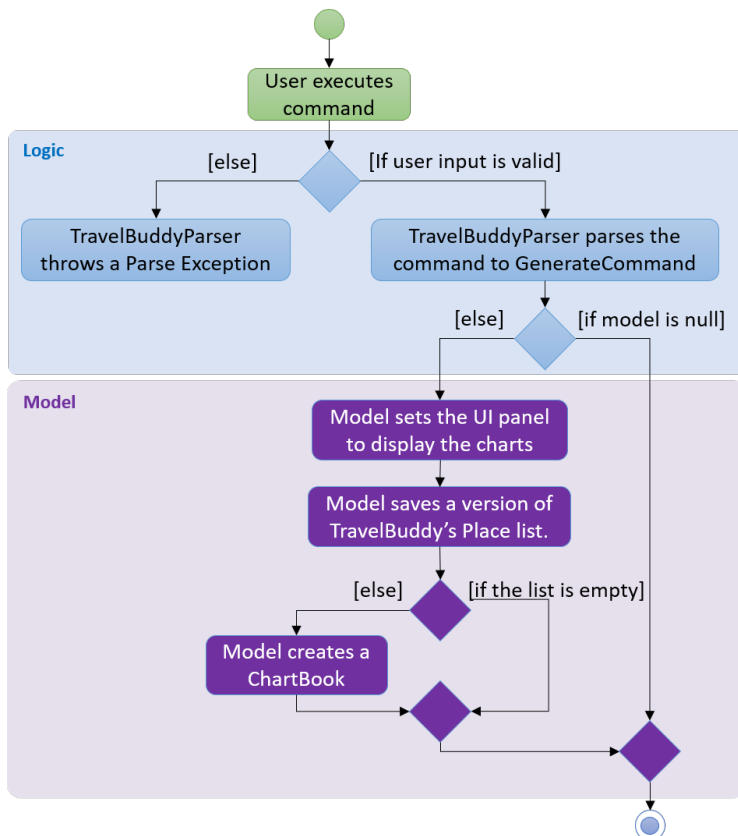 User executes
command
Logic
[else]
[If user input is valid]
TravelBuddyParser
throws a Parse Exception
TravelBuddyParser parses the
command to GenerateCommand
[else]
[if model is null]
Model
Model sets the UI panel
to display the charts
Model saves a version of
TravelBuddy’s Place list.
[else]
[if the list is empty]
Model creates a
ChartBook